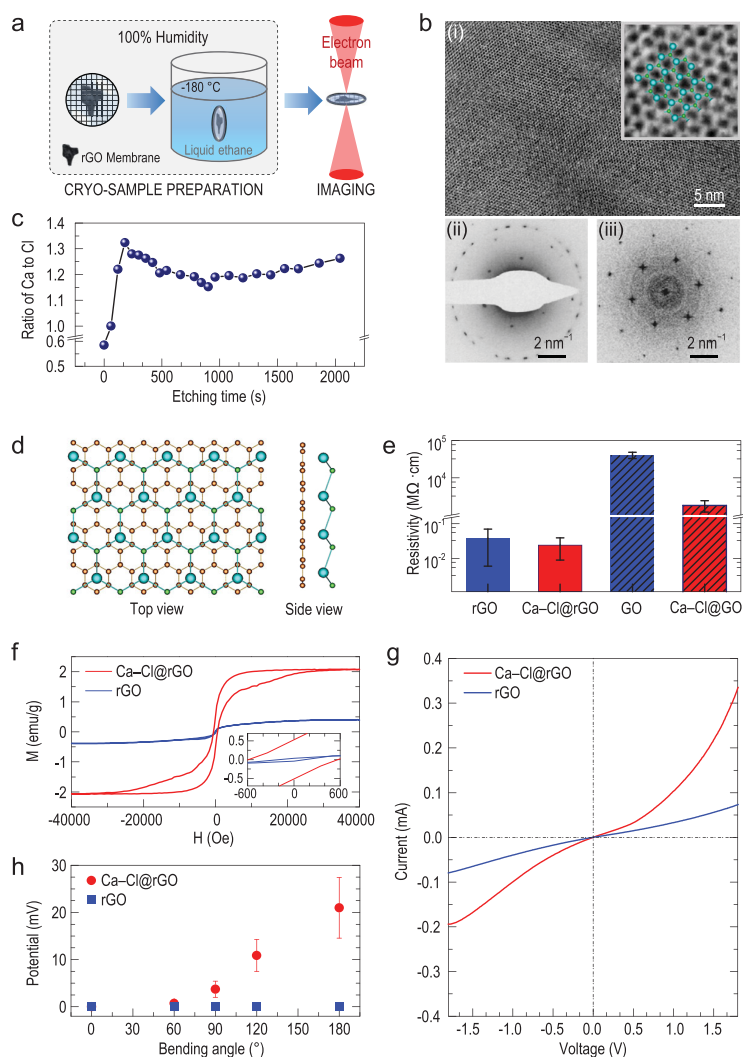 a
100% Humidity
-180 °C
Liquid ethane
rGO Membrane
CRYO-SAMPLE PREPARATION
Electron
beam
IMAGING
b
(i)
5 nm
(ii)
2 nm⁻¹
(iii)
2 nm⁻¹
c
Ratio of Ca to Cl
1.4
1.3
1.2
1.1
1.0
0.6
0.5
0 500 1000 1500 2000
Etching time (s)
d
Top view
Side view
e
Resistivity (MΩ·cm)
10⁵
10⁴
10⁻¹
10⁻²
rGO Ca–Cl@rGO GO Ca–Cl@GO
f
Ca–Cl@rGO
rGO
M (emu/g)
2
1
0
-1
-2
0.5
0.0
-0.5
-600 0 600
-40000 -20000 0 20000 40000
H (Oe)
g
Ca–Cl@rGO
rGO
Current (mA)
0.4
0.3
0.2
0.1
0.0
-0.1
-0.2
-0.3
-0.4
-1.5 -1.0 -0.5 0.0 0.5 1.0 1.5
Voltage (V)
h
Ca–Cl@rGO
rGO
Potential (mV)
30
20
10
0
0 30 60 90 120 150 180
Bending angle (°)